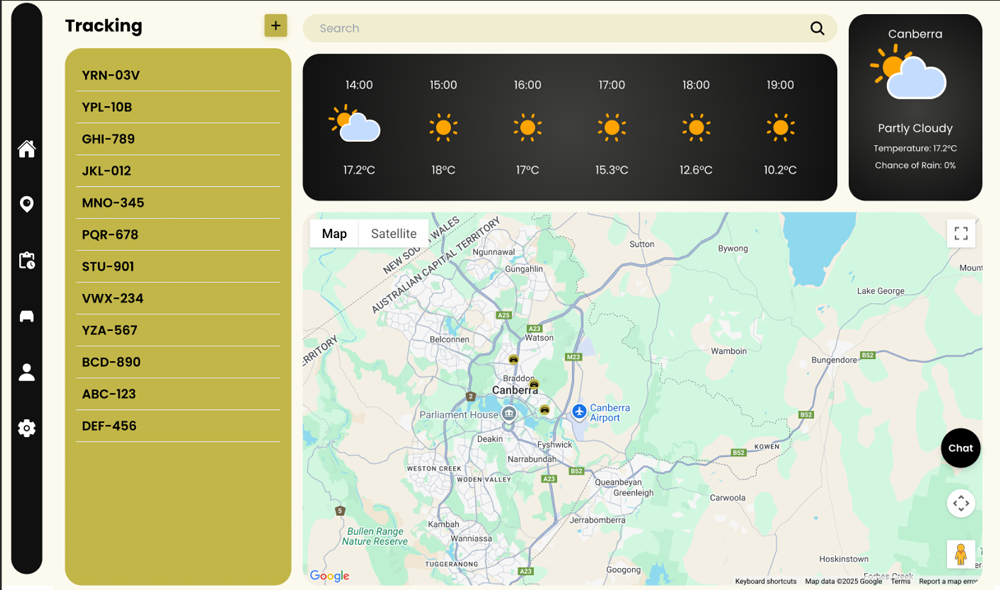 Tracking
+
YRN-03V
YPL-10B
GHI-789
JKL-012
MNO-345
PQR-678
STU-901
VWX-234
YZA-567
BCD-890
ABC-123
DEF-456
Search
14:00 15:00 16:00 17:00 18:00 19:00
17.2°C 18°C 17°C 15.3°C 12.6°C 10.2°C
Canberra
Partly Cloudy
Temperature: 17.2°C
Chance of Rain: 0%
Map Satellite
NEW SOUTH WALES
AUSTRALIAN CAPITAL TERRITORY
Ngunnawal
Gungahlin
Sutton
Bywong
Mount
Lake George
A25
A23
Watson
Belconnen
M23
Wamboin
Bungendore
B52
TERRITORY
Braddon
Canberra
2
Parliament House
Canberra
Airport
B52
Deakin
Fyshwick
KOWEN
Narrabundah
B52
WESTON CREEK
B52
WODEN VALLEY
A23
Queanbeyan
Greenleigh
Carwoola
Chat
5
Kambah
Jerrabomberra
Bullen Range
Nature Reserve
Wanniassa
TUGGERANONG
Googong
Hoskinstown
Forbes Creek
A23
Google
Keyboard shortcuts Map data ©2025 Google Terms Report a map error